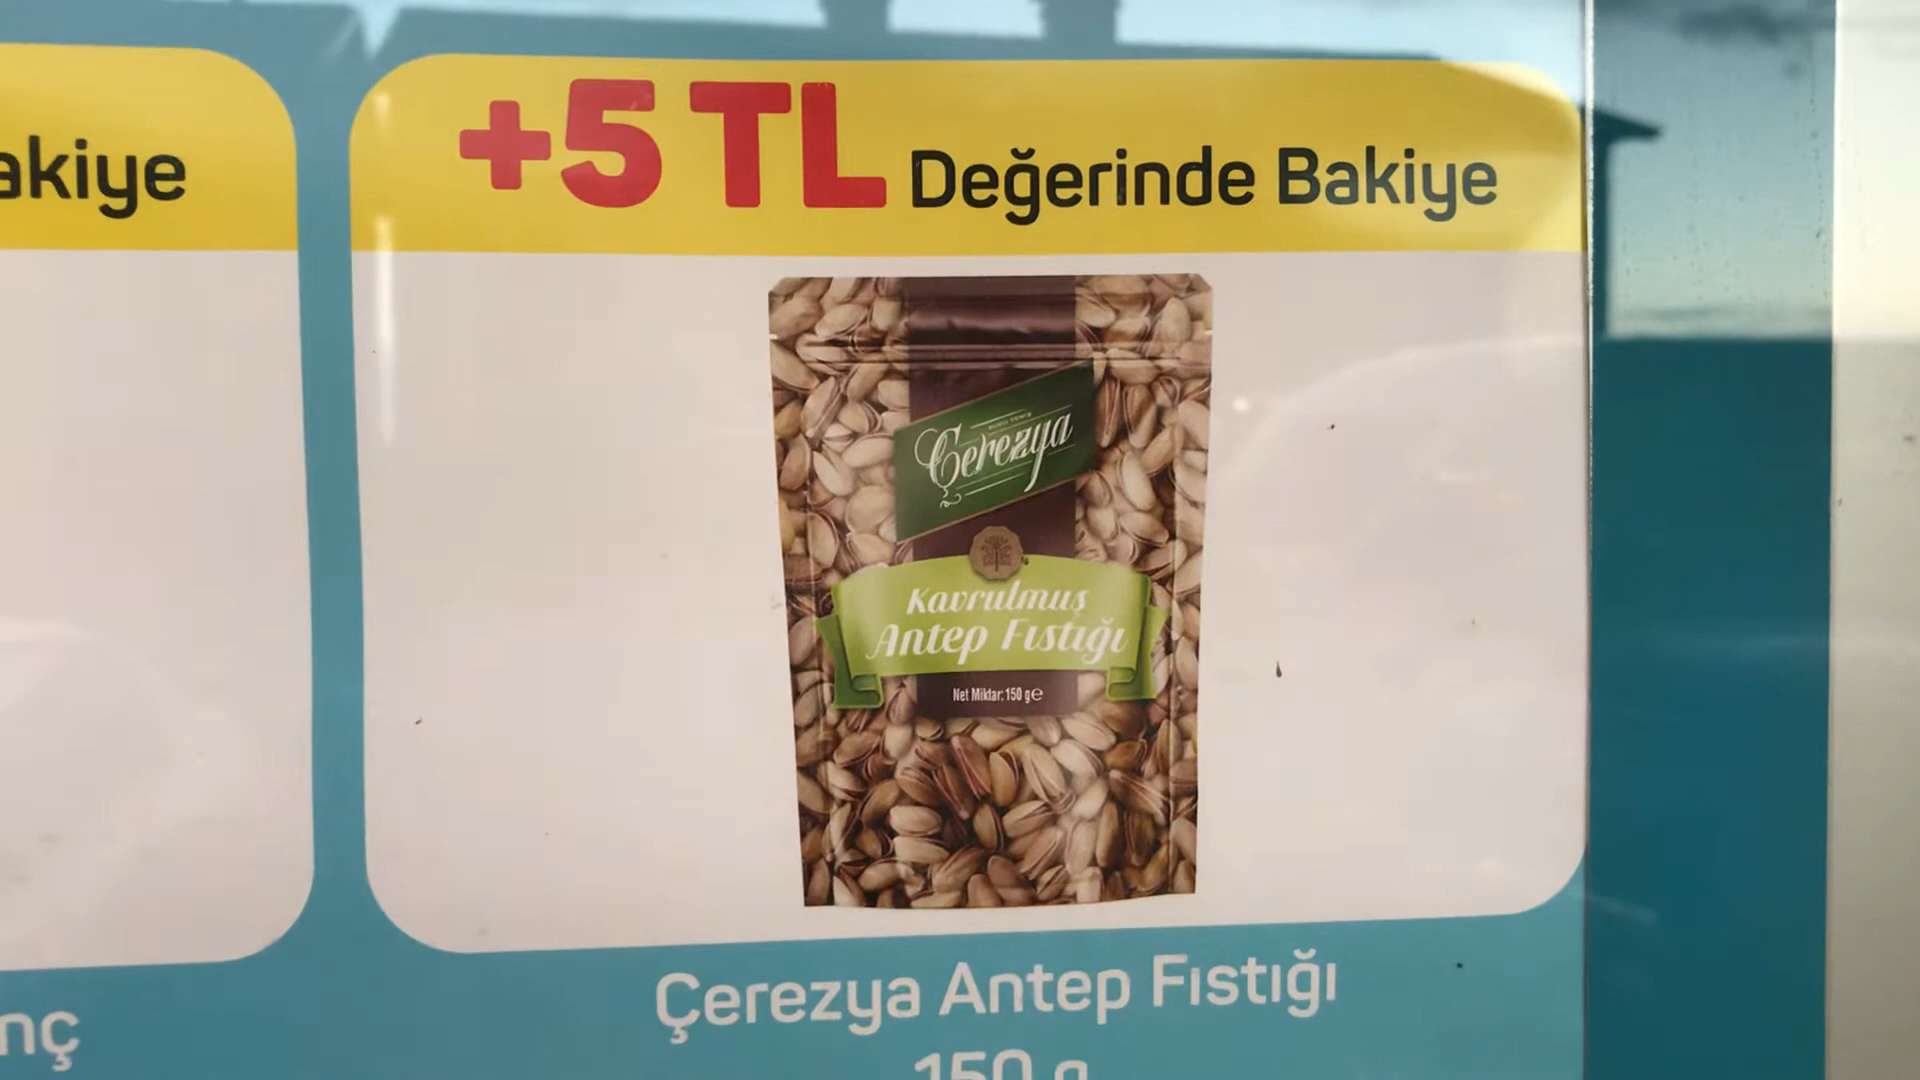 akiye
+5 TL Değerinde Bakiye
Çerezya
Kavrulmuş
Antep Fıstığı
Net Miktar: 150 g e
nç
Çerezya Antep Fıstığı
150 g